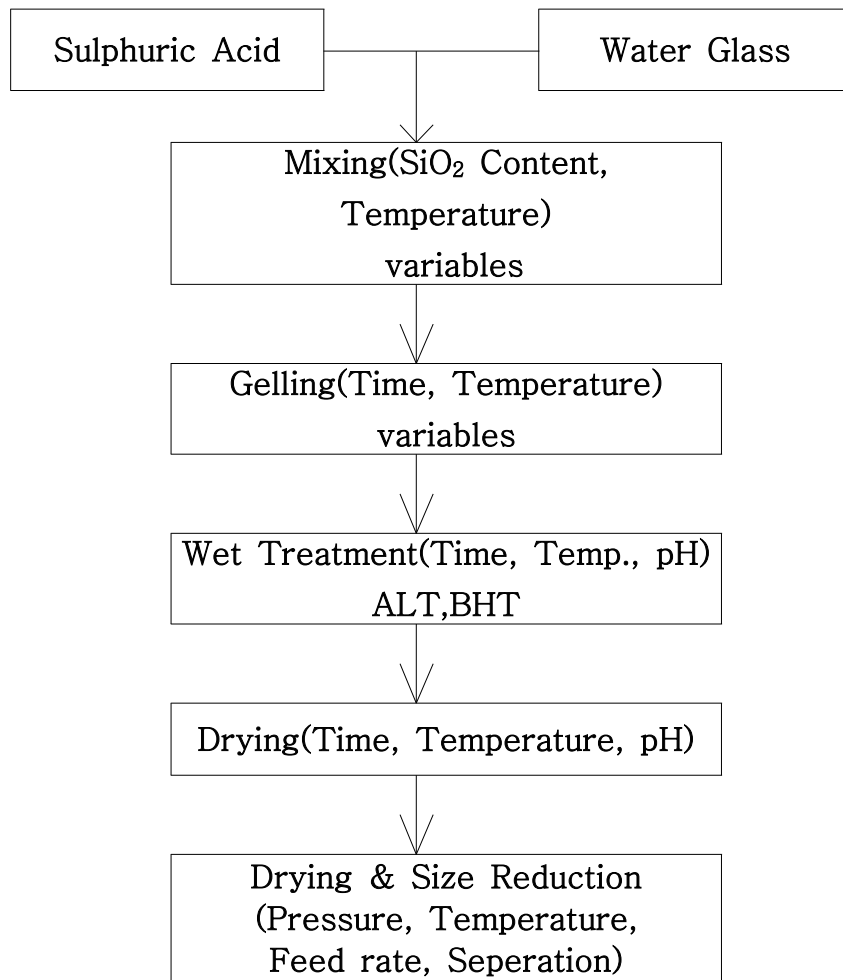 Sulphuric Acid
Water Glass
Mixing(SiO₂ Content,
Temperature)
variables
Gelling(Time, Temperature)
variables
Wet Treatment(Time, Temp., pH)
ALT,BHT
Drying(Time, Temperature, pH)
Drying & Size Reduction
(Pressure, Temperature,
Feed rate, Seperation)